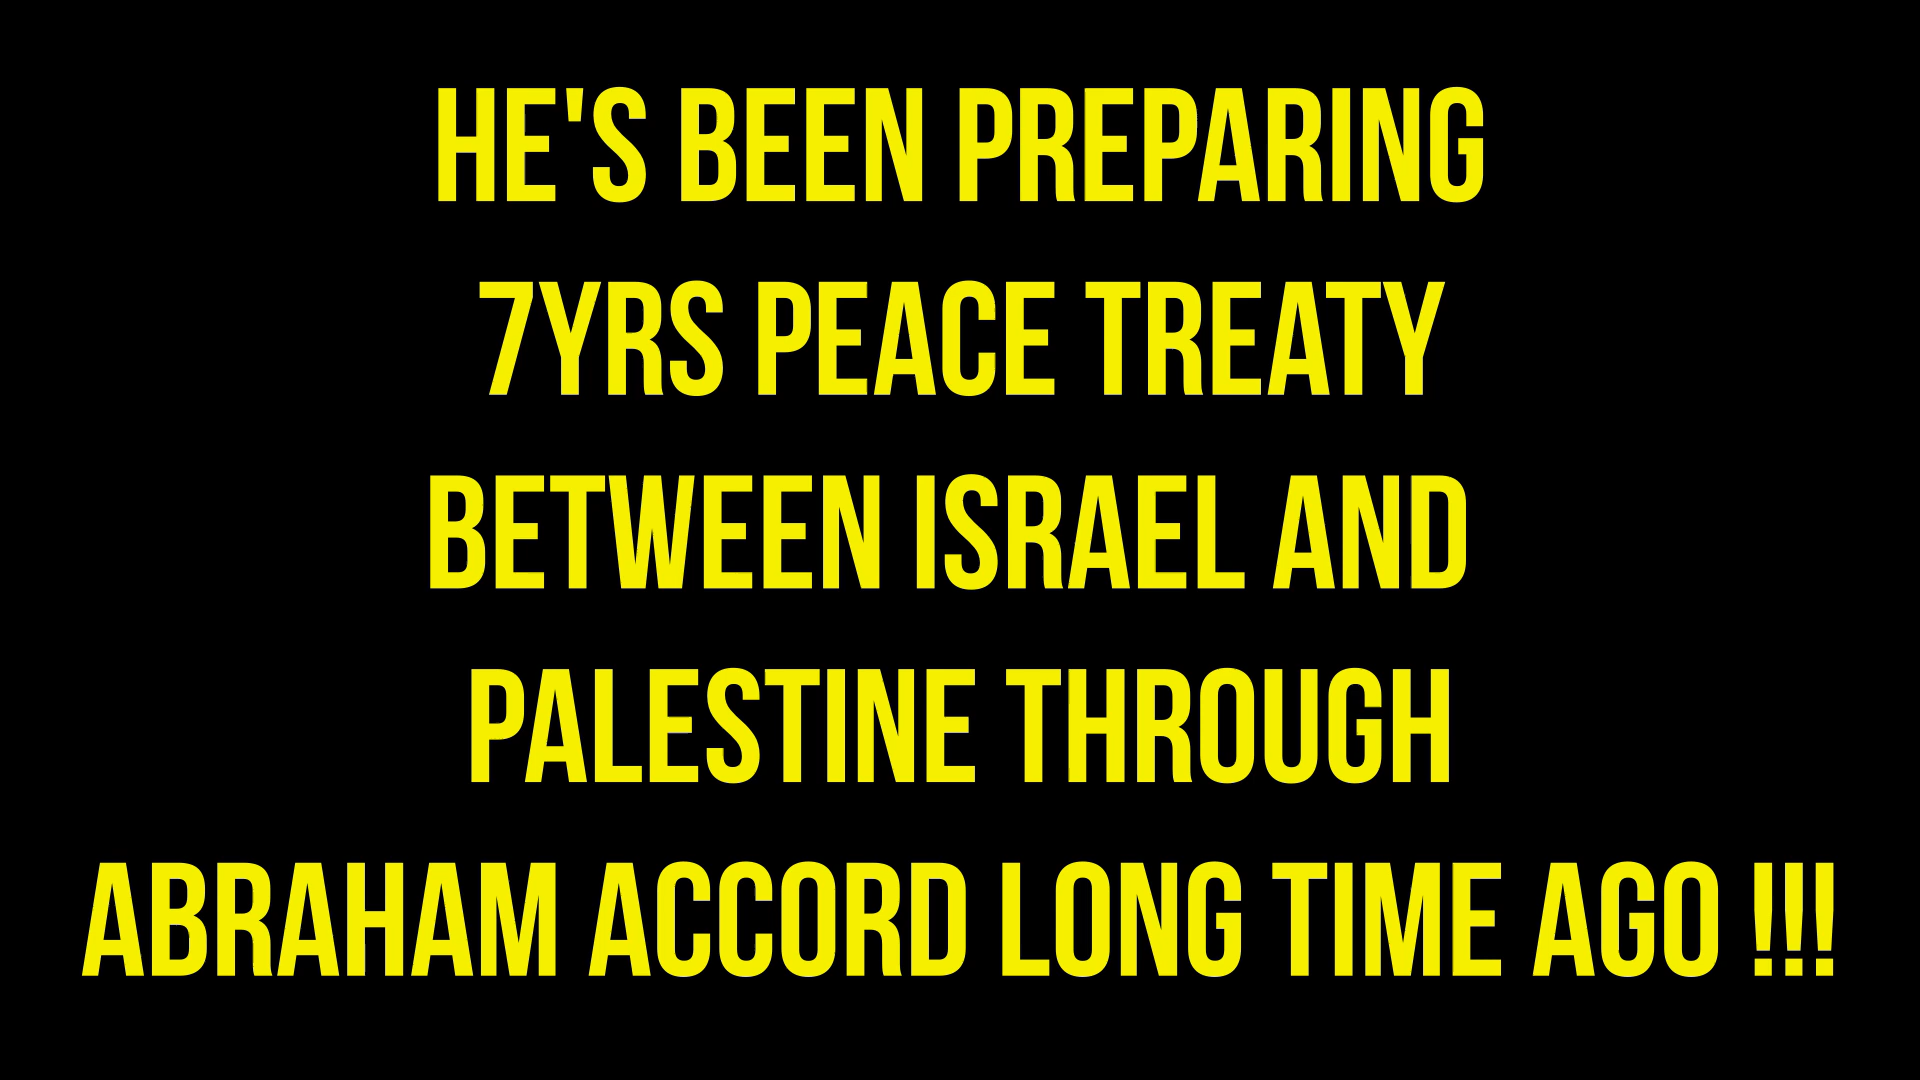 HE'S BEEN PREPARING
7YRS PEACE TREATY
BETWEEN ISRAEL AND
PALESTINE THROUGH
ABRAHAM ACCORD LONG TIME AGO !!!